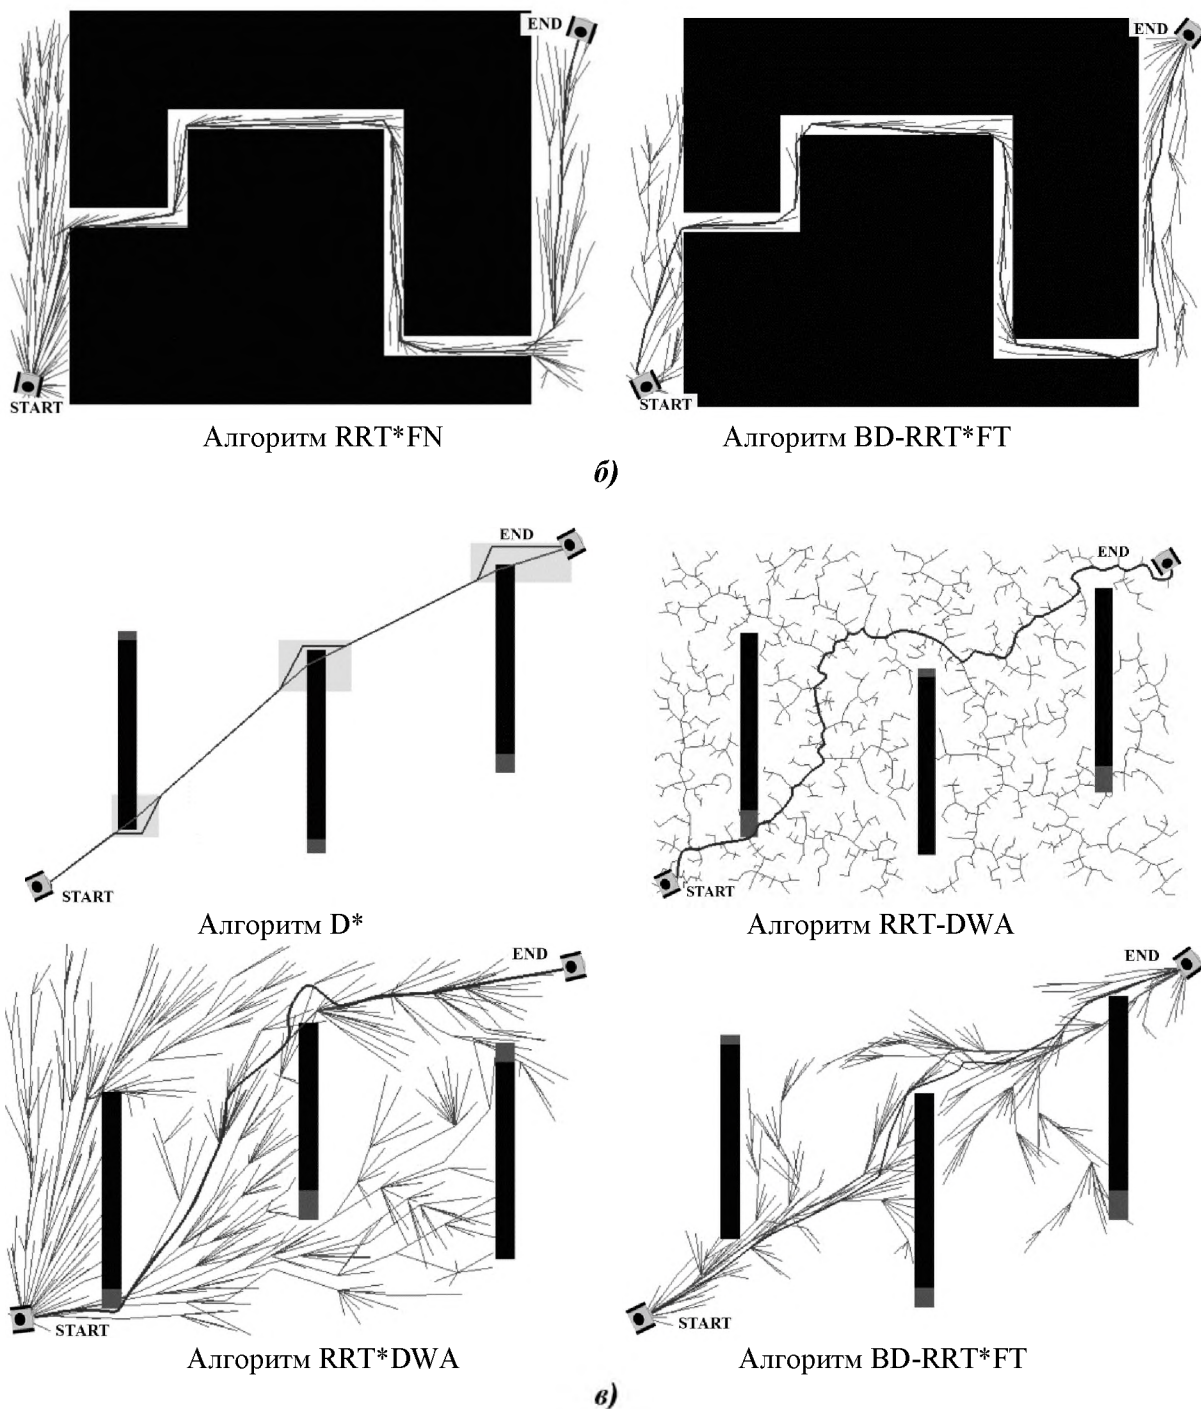 END
END
START
START
Алгоритм RRT*FN
Алгоритм BD-RRT*FT
б)
END
END
START
START
Алгоритм D*
Алгоритм RRT-DWA
END
END
START
START
Алгоритм RRT*DWA
Алгоритм BD-RRT*FT
в)